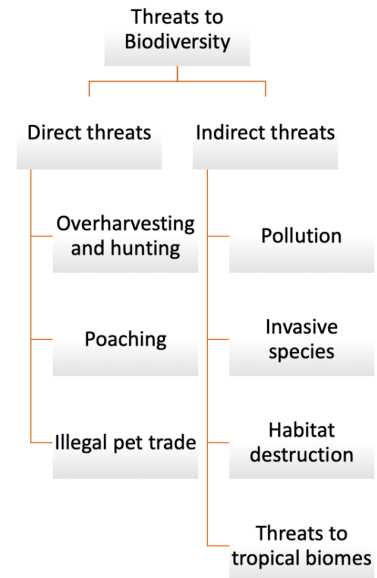 Threats to
Biodiversity
Direct threats
Indirect threats
Overharvesting
and hunting
Poaching
Illegal pet trade
Pollution
Invasive
species
Habitat
destruction
Threats to
tropical biomes